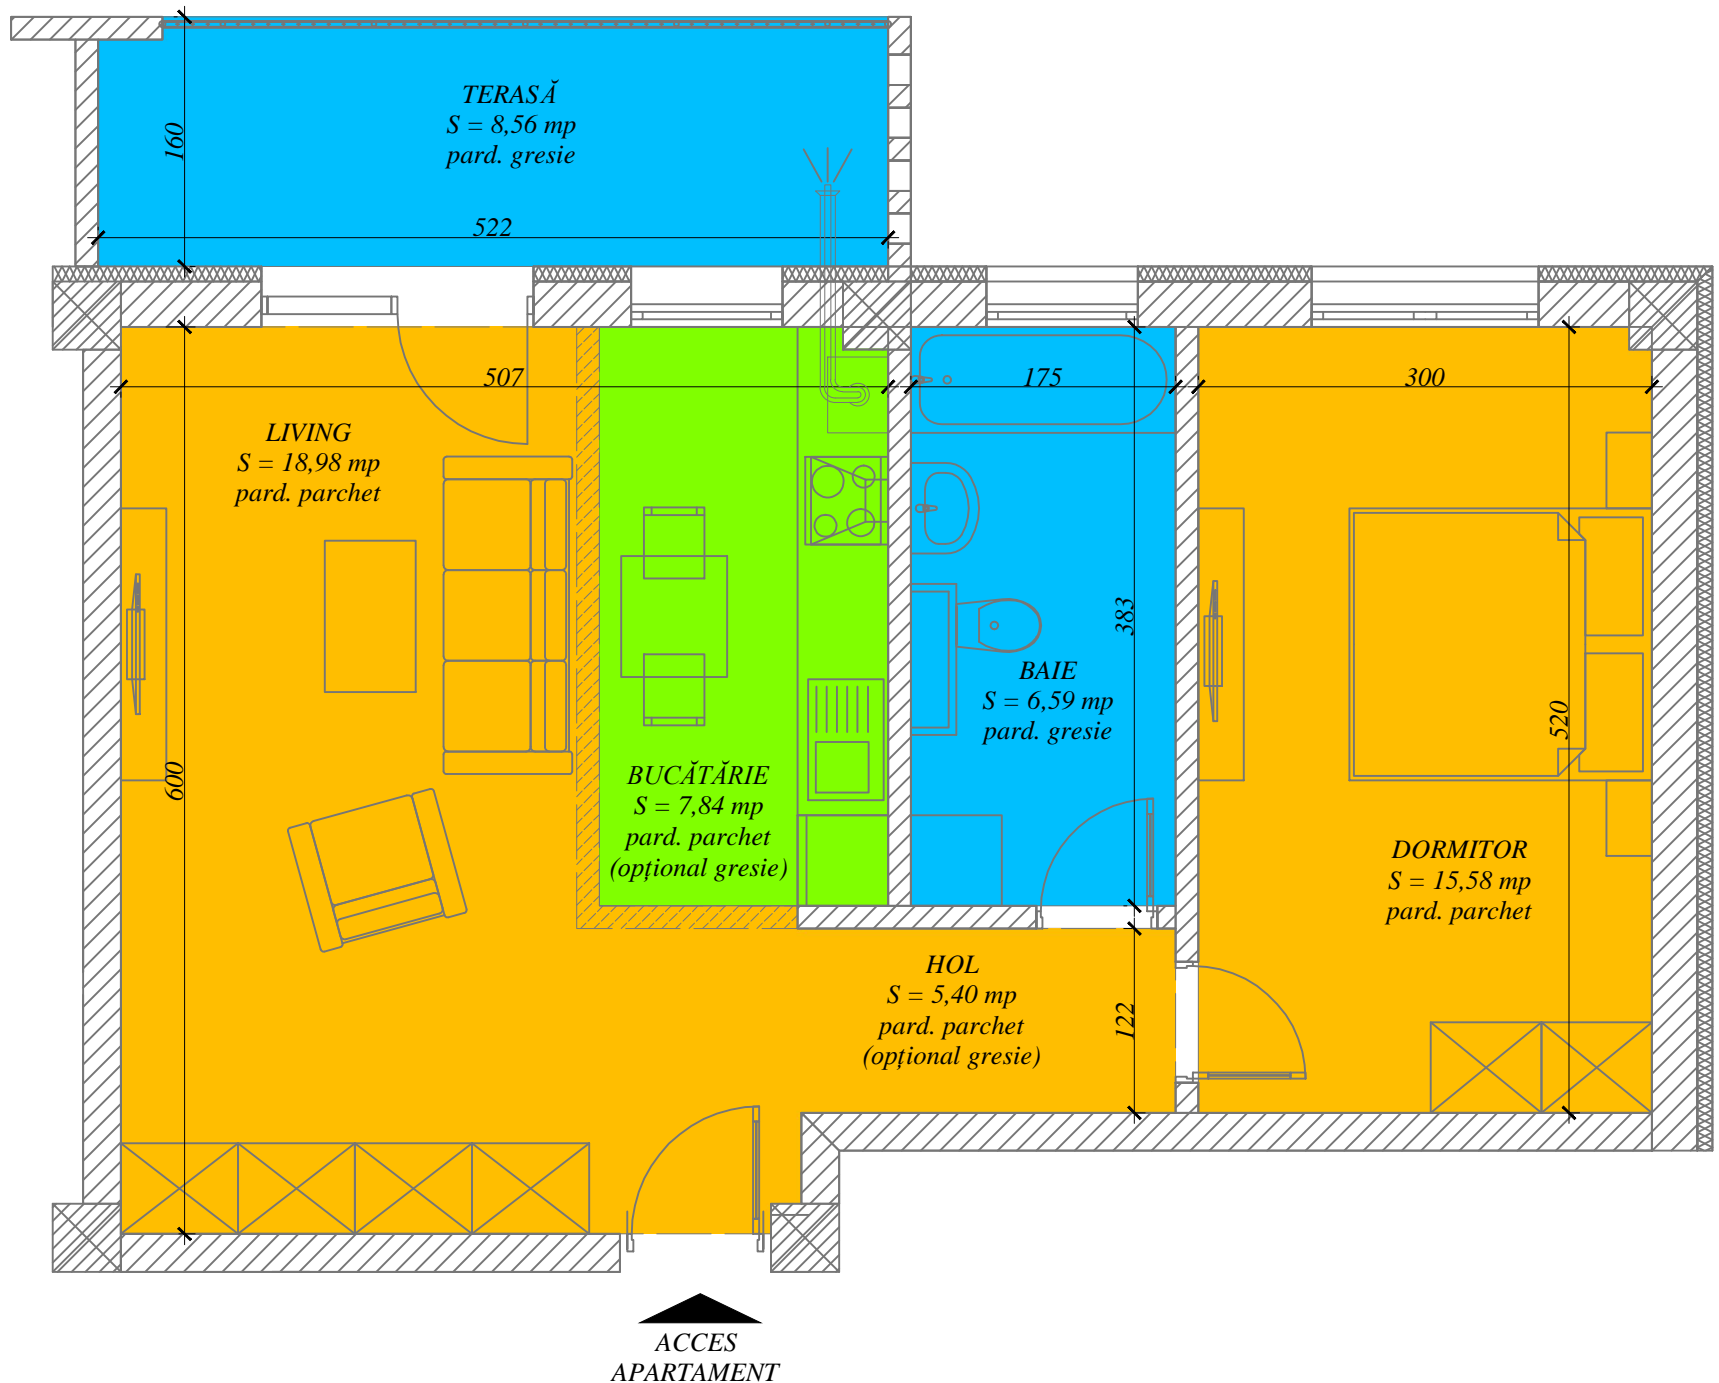 TERASĂ
S = 8,56 mp
pard. gresie
160
522
507
175
300
LIVING
S = 18,98 mp
pard. parchet
383
BAIE
S = 6,59 mp
pard. gresie
520
600
BUCĂTĂRIE
S = 7,84 mp
pard. parchet
(opțional gresie)
DORMITOR
S = 15,58 mp
pard. parchet
HOL
S = 5,40 mp
pard. parchet
(opțional gresie)
122
ACCES
APARTAMENT